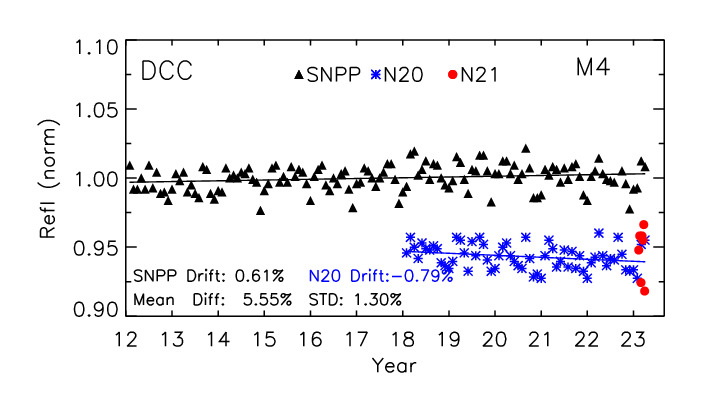 1.10
DCC
▲SNPP ✳N20 ●N21
M4
1.05
1.00
0.95
0.90
Refl (norm)
SNPP Drift: 0.61% N20 Drift:−0.79%
Mean Diff: 5.55% STD: 1.30%
12 13 14 15 16 17 18 19 20 21 22 23
Year